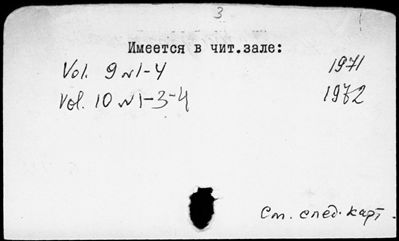 3
Имеется в чит.зале:
Vol. 9 №1-4 1971
Vol. 10 №1-3-4 1972
См. след. карт.